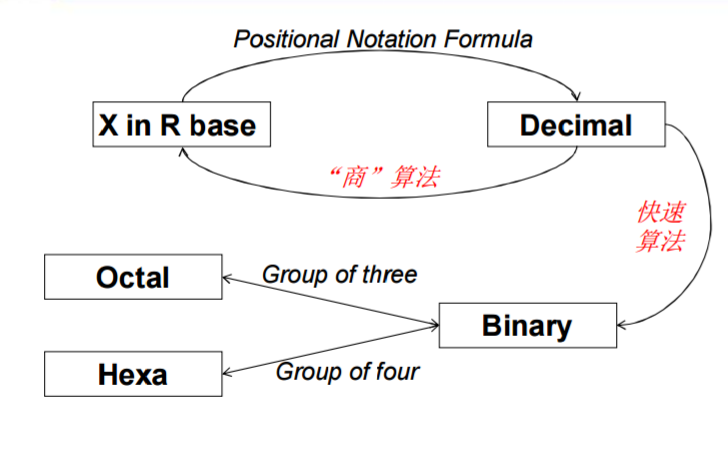 Positional Notation Formula
X in R base
Decimal
“商”算法
快速
算法
Octal
Group of three
Binary
Hexa
Group of four